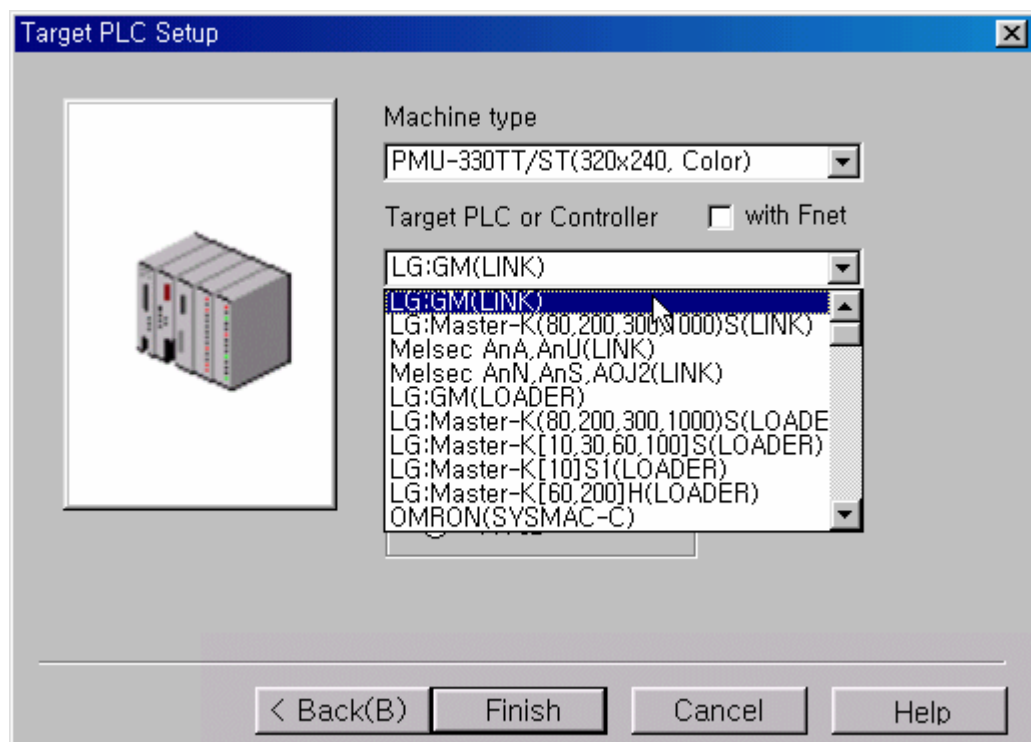 Target PLC Setup
Machine type
PMU-330TT/ST(320x240, Color)
Target PLC or Controller
with Fnet
LG:GM(LINK)
LG:GM(LINK)
LG:Master-K(80,200,300,1000)S(LINK)
Melsec AnA,AnU(LINK)
Melsec AnN,AnS,AOJ2(LINK)
LG:GM(LOADER)
LG:Master-K(80,200,300,1000)S(LOADE
LG:Master-K[10,30,60,100]S(LOADER)
LG:Master-K[10]S1(LOADER)
LG:Master-K[60,200]H(LOADER)
OMRON(SYSMAC-C)
< Back(B)
Finish
Cancel
Help